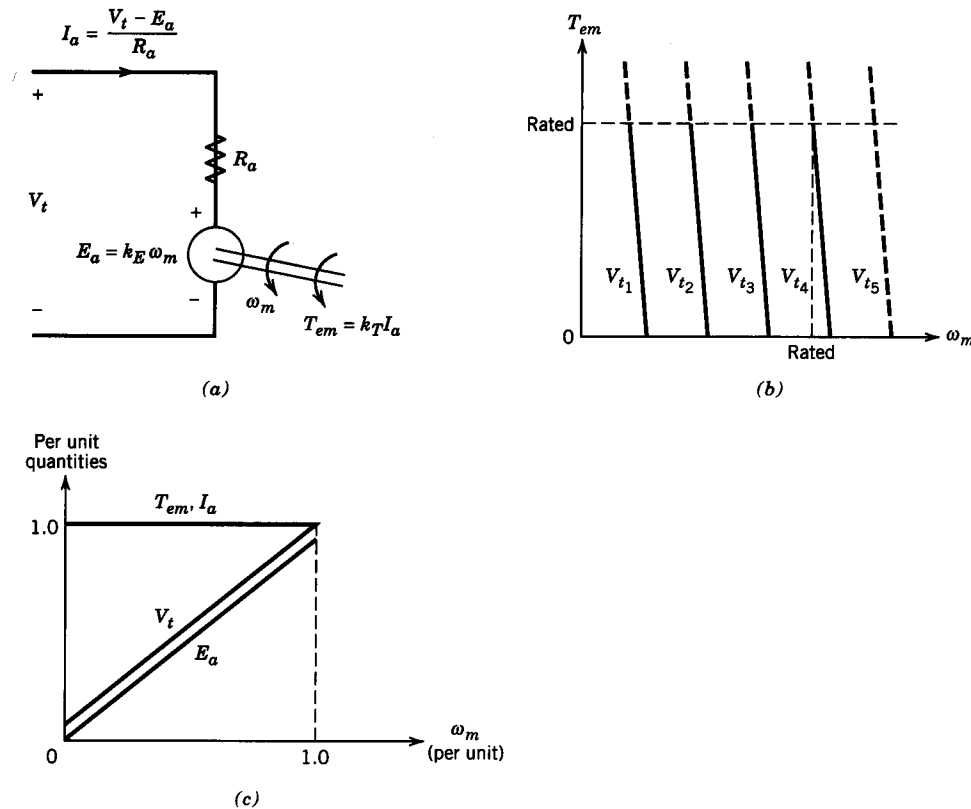 I_a = (V_t − E_a) / R_a
+
V_t
−
R_a
+
E_a = k_E ω_m
−
ω_m
T_em = k_T I_a
(a)
T_em
Rated
V_t1 V_t2 V_t3 V_t4 V_t5
0
ω_m
Rated
(b)
Per unit
quantities
T_em, I_a
1.0
V_t
E_a
0
1.0
ω_m
(per unit)
(c)